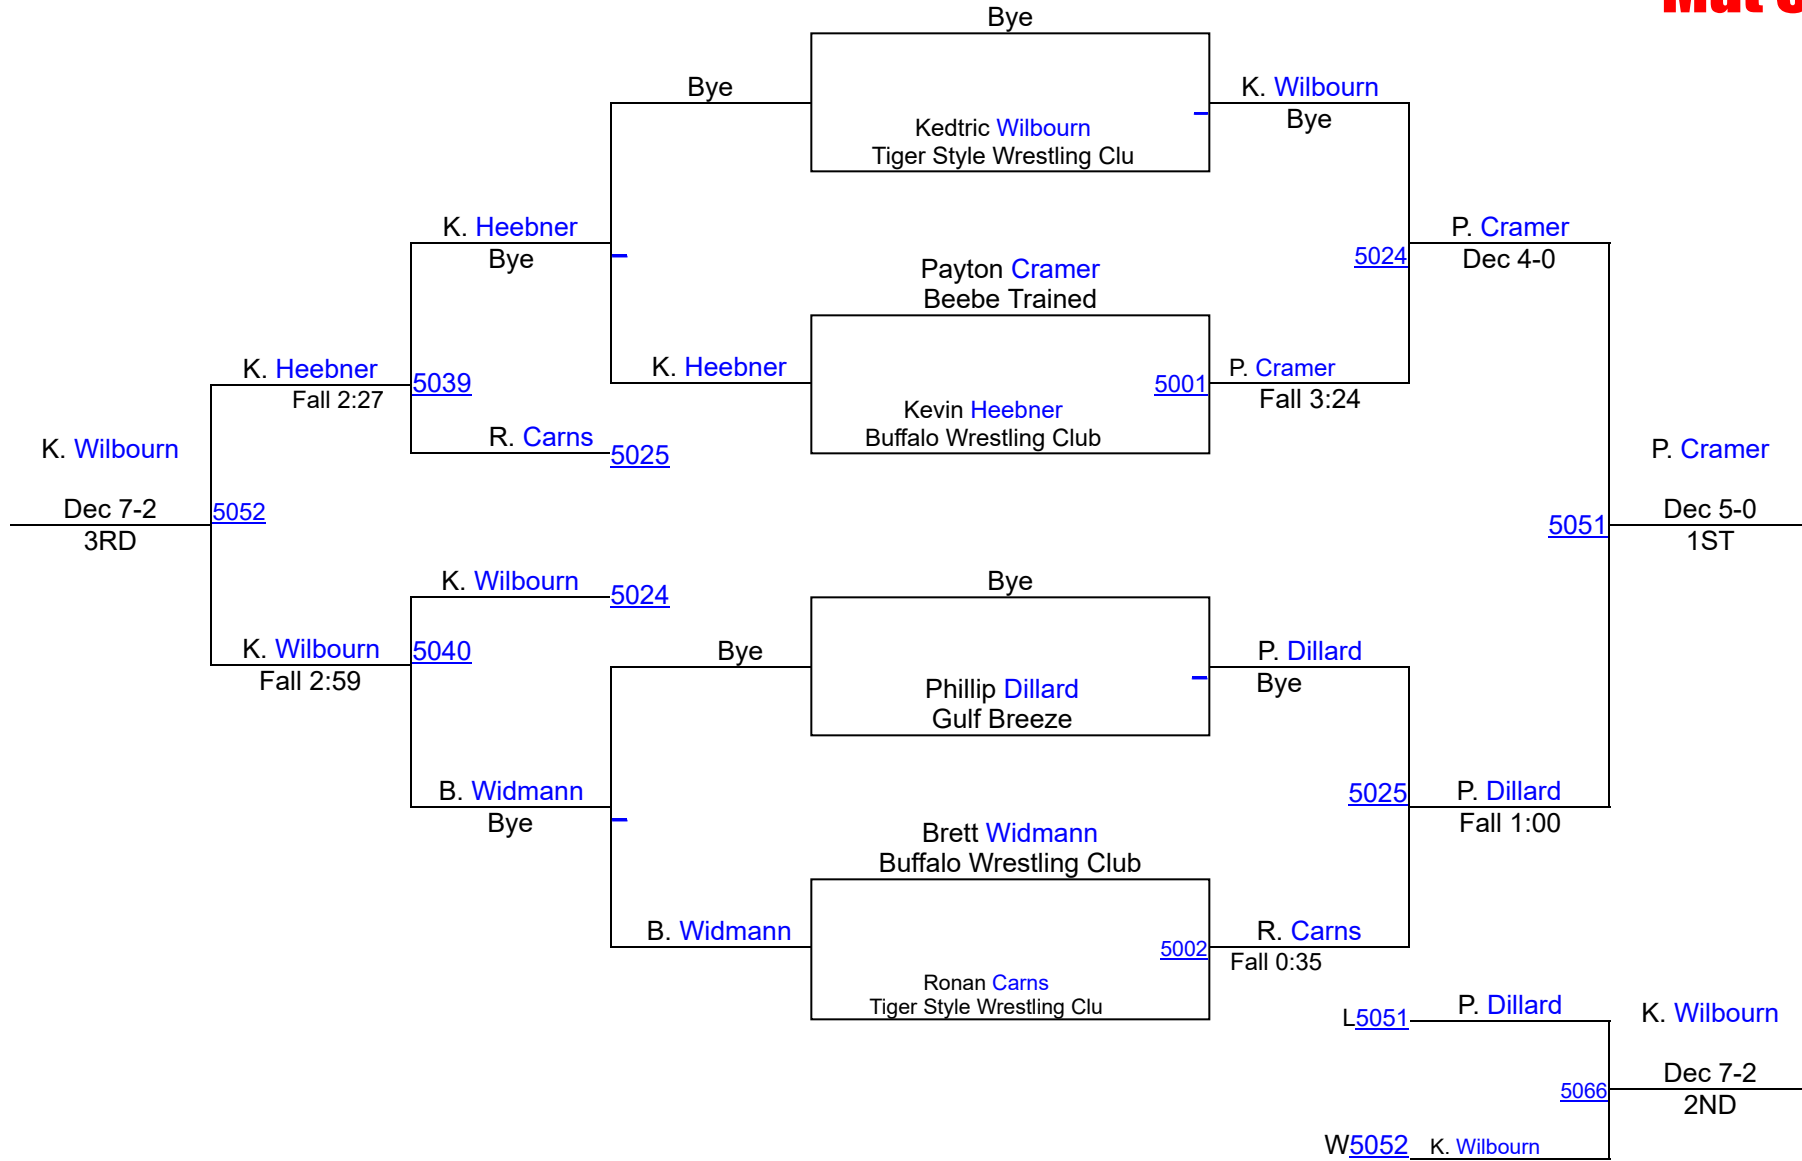 Bye
Bye
K. Wilbourn
Bye
Kedtric Wilbourn
Tiger Style Wrestling Clu
K. Heebner
Bye
P. Cramer
5024
Dec 4-0
Payton Cramer
Beebe Trained
K. Heebner
Fall 2:27
5039
K. Heebner
5001
P. Cramer
Fall 3:24
Kevin Heebner
Buffalo Wrestling Club
R. Carns
5025
K. Wilbourn
Dec 7-2
3RD
5052
P. Cramer
5051
Dec 5-0
1ST
K. Wilbourn
5024
Bye
K. Wilbourn
5040
Fall 2:59
Bye
P. Dillard
Bye
Phillip Dillard
Gulf Breeze
B. Widmann
Bye
5025
P. Dillard
Fall 1:00
Brett Widmann
Buffalo Wrestling Club
B. Widmann
5002
R. Carns
Fall 0:35
Ronan Carns
Tiger Style Wrestling Clu
L5051
P. Dillard
K. Wilbourn
5066
Dec 7-2
2ND
W5052
K. Wilbourn